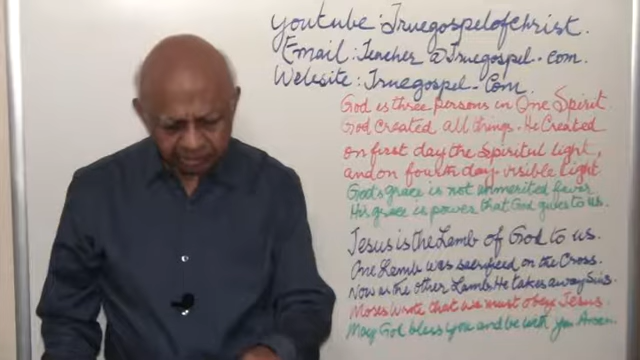 youtube: Truegospelofchrist.
Email: Teacher@Truegospel.com.
Website: Truegospel.Com.
God is three persons in One Spirit.
God created all things. He Created
on first day the Spiritul light,
and on fourth day visible light
God's grace is not unmerited fever
His grace is power that God gives to us.
Jesus is the Lamb of God to us.
One Lamb was sacrificed on the Cross.
Now as the other Lamb He takes away Sins.
Moses Wrote that we must obey Jesus.
May God bless you and be with you Amen.